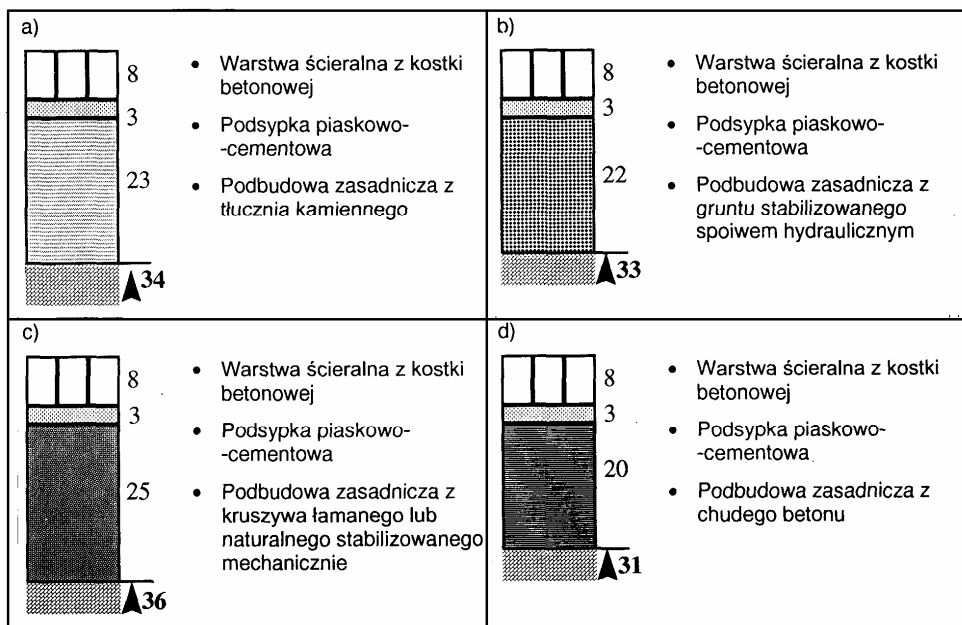 a)
8
3
23
34
• Warstwa ścieralna z kostki
betonowej
• Podsypka piaskowo-
-cementowa
• Podbudowa zasadnicza z
tłucznia kamiennego
b)
8
3
22
33
• Warstwa ścieralna z kostki
betonowej
• Podsypka piaskowo-
-cementowa
• Podbudowa zasadnicza z
gruntu stabilizowanego
spoiwem hydraulicznym
c)
8
3
25
36
• Warstwa ścieralna z kostki
betonowej
• Podsypka piaskowo-
-cementowa
• Podbudowa zasadnicza z
kruszywa łamanego lub
naturalnego stabilizowanego
mechanicznie
d)
8
3
20
31
• Warstwa ścieralna z kostki
betonowej
• Podsypka piaskowo-
-cementowa
• Podbudowa zasadnicza z
chudego betonu